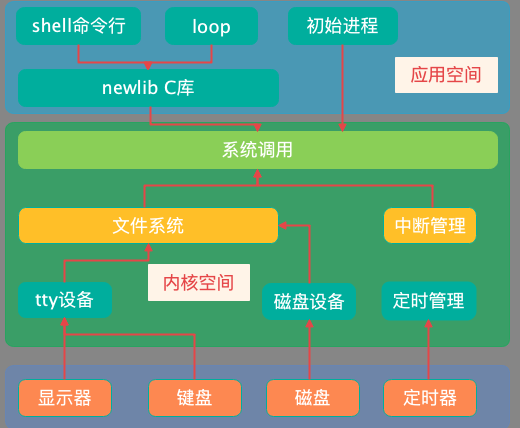 shell命令行
loop
初始进程
newlib C库
应用空间
系统调用
文件系统
中断管理
内核空间
tty设备
磁盘设备
定时管理
显示器
键盘
磁盘
定时器